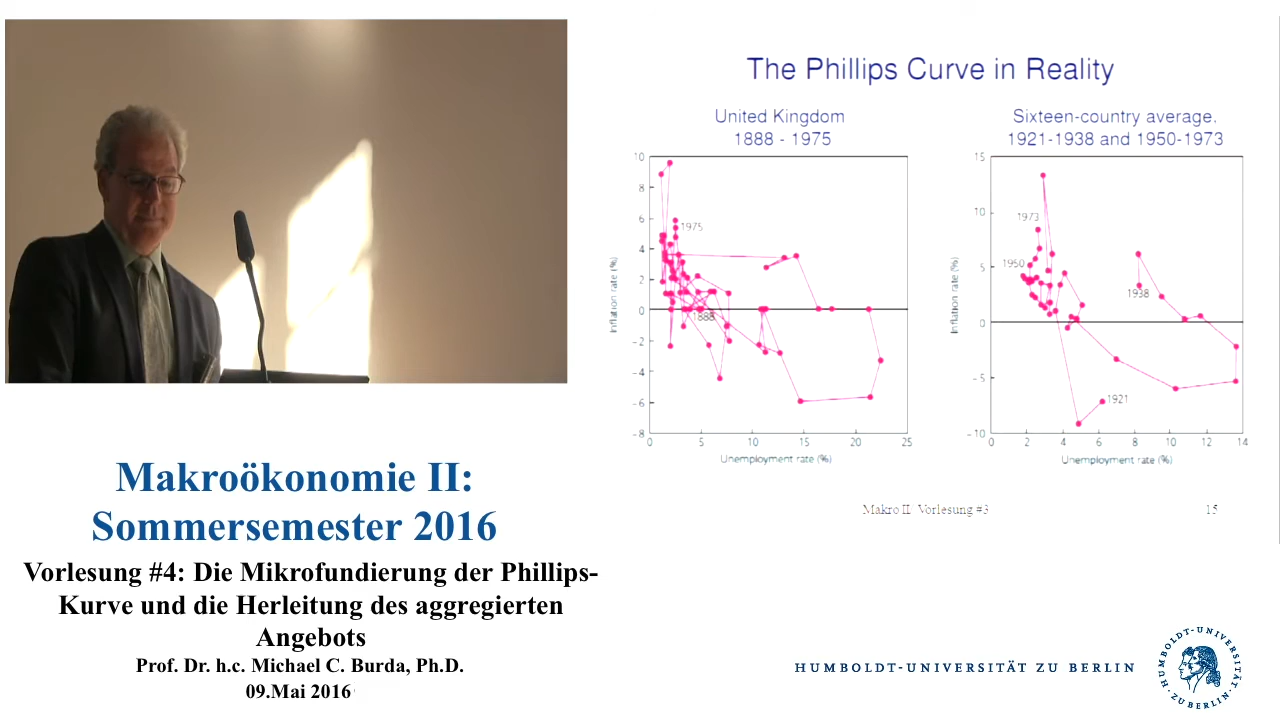 The Phillips Curve in Reality
United Kingdom
1888 - 1975
10
8
6
4
2
0
-2
-4
-6
-8
0
5
10
15
20
25
Inflation rate (%)
Unemployment rate (%)
1975
1888
Sixteen-country average.
1921-1938 and 1950-1973
15
10
5
0
-5
-10
0
2
4
6
8
10
12
14
Inflation rate (%)
Unemployment rate (%)
1973
1950
1938
1921
Makro II: Vorlesung #3
15
Makroökonomie II:
Sommersemester 2016
Vorlesung #4: Die Mikrofundierung der Phillips-
Kurve und die Herleitung des aggregierten
Angebots
Prof. Dr. h.c. Michael C. Burda, Ph.D.
09.Mai 2016
HUMBOLDT-UNIVERSITÄT ZU BERLIN
HUMBOLDT-UNIVERSITÄT
ZU BERLIN